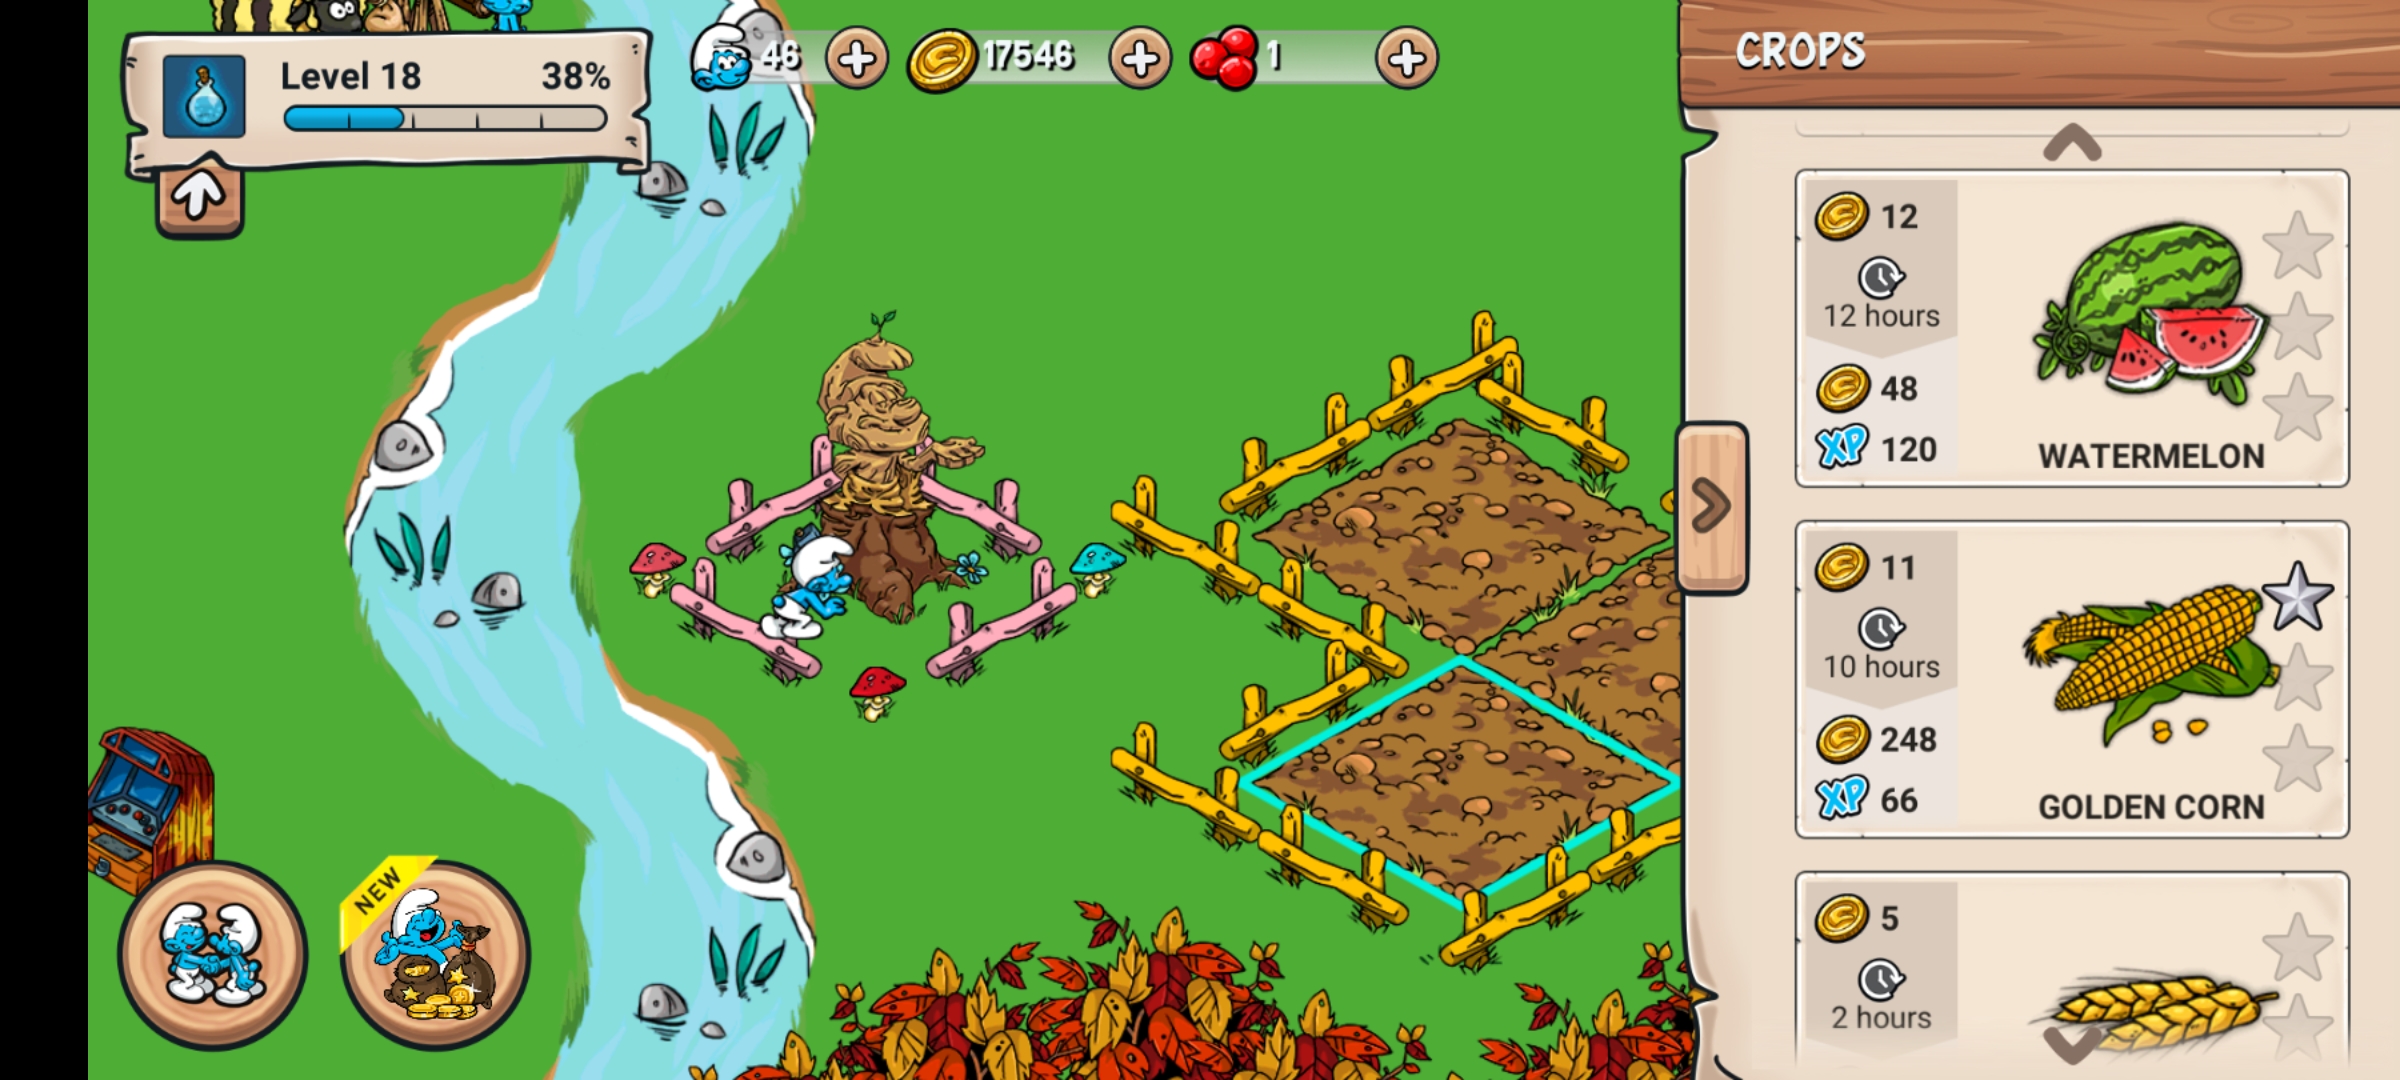 Level 18 38%
46
17546
1
CROPS
12
12 hours
48
XP 120
WATERMELON
11
10 hours
248
XP 66
GOLDEN CORN
5
2 hours
NEW